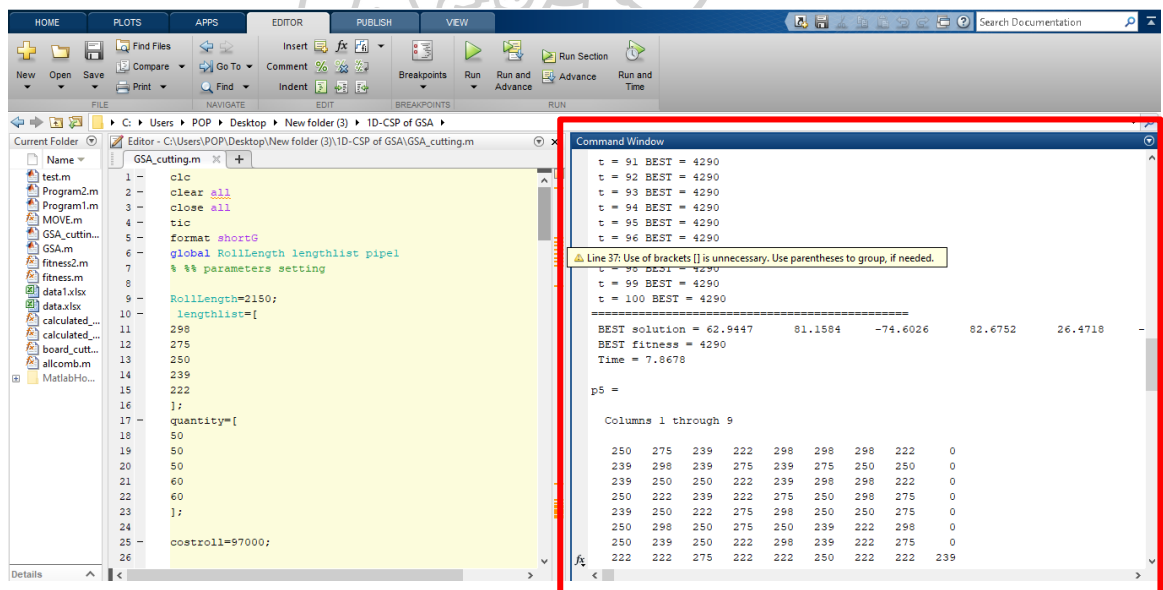 HOME PLOTS APPS EDITOR PUBLISH VIEW Search Documentation
New Open Save Find Files Compare Print Go To Find Insert fx Comment Indent Breakpoints Run Run and Advance Run Section Advance Run and Time
FILE NAVIGATE EDIT BREAKPOINTS RUN
C: Users POP Desktop New folder (3) 1D-CSP of GSA
Current Folder
Name
test.m
Program2.m
Program1.m
MOVE.m
GSA_cuttin...
GSA.m
fitness2.m
fitness.m
data1.xlsx
data.xlsx
calculated_...
calculated_...
board_cutt...
allcomb.m
MatlabHo...
Details
Editor - C:\Users\POP\Desktop\New folder (3)\1D-CSP of GSA\GSA_cutting.m
GSA_cutting.m +
1 - clc
2 - clear all
3 - close all
4 - tic
5 - format shortG
6 - global RollLength lengthlist pipel
7 % %% parameters setting
8
9 - RollLength=2150;
10 - lengthlist=[
11 298
12 275
13 250
14 239
15 222
16 ];
17 - quantity=[
18 50
19 50
20 50
21 60
22 60
23 ];
24
25 - costroll=97000;
26
Command Window
t = 91 BEST = 4290
t = 92 BEST = 4290
t = 93 BEST = 4290
t = 94 BEST = 4290
t = 95 BEST = 4290
t = 96 BEST = 4290
Line 37: Use of brackets [] is unnecessary. Use parentheses to group, if needed.
t = 98 BEST = 4290
t = 99 BEST = 4290
t = 100 BEST = 4290
==================================================
BEST solution = 62.9447 81.1584 -74.6026 82.6752 26.4718 -
BEST fitness = 4290
Time = 7.8678
p5 =
Columns 1 through 9
250 275 239 222 298 298 298 222 0
239 298 239 275 239 275 250 250 0
239 250 250 222 239 298 298 222 0
250 222 239 222 275 250 298 275 0
239 250 222 275 298 250 250 275 0
250 298 250 275 250 239 222 298 0
250 239 250 222 298 239 222 275 0
222 222 275 222 222 250 222 222 239
fx